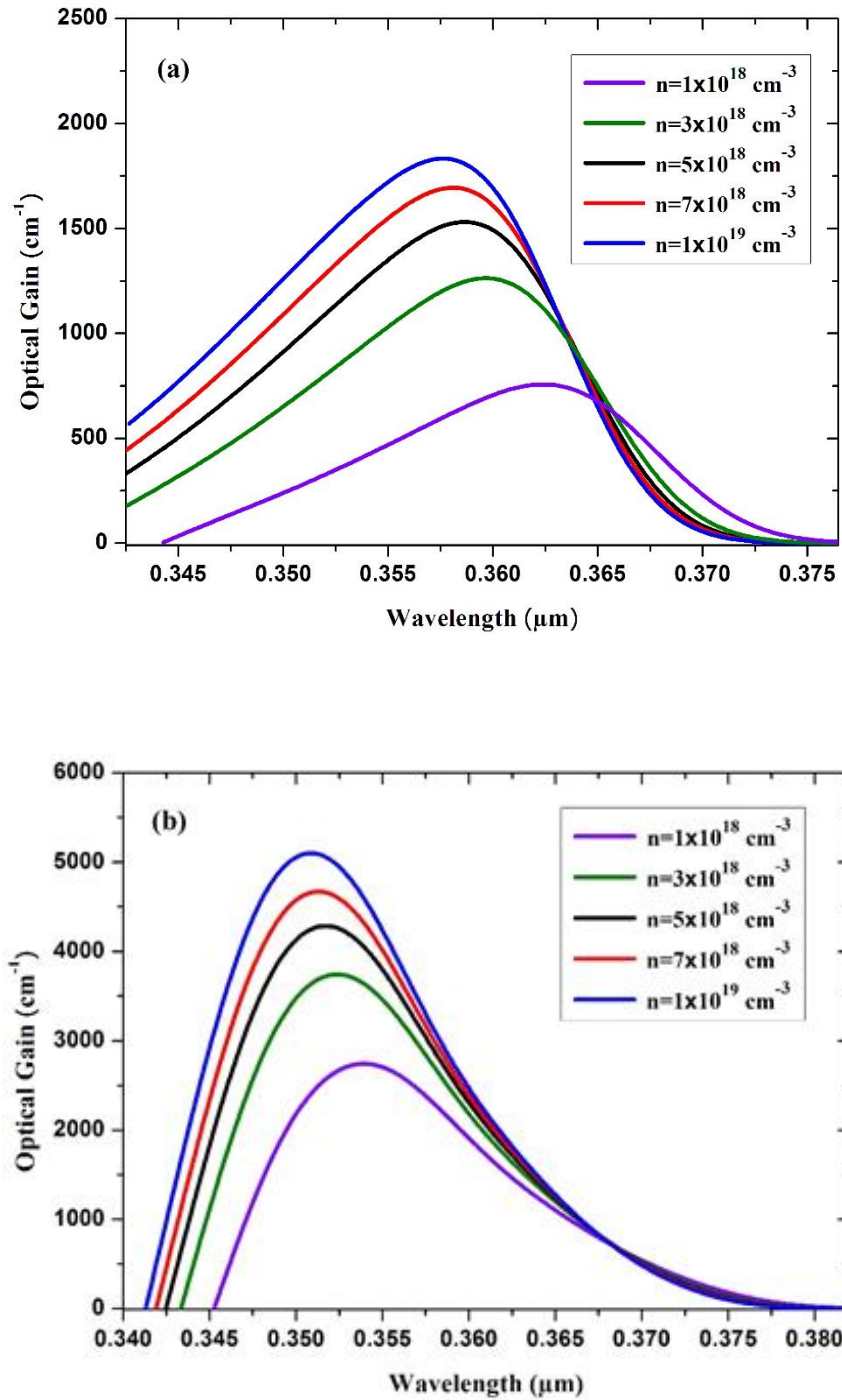 2500
(a)
n=1x10^18 cm^-3
n=3x10^18 cm^-3
2000
n=5x10^18 cm^-3
n=7x10^18 cm^-3
n=1x10^19 cm^-3
1500
1000
500
0
Optical Gain (cm^-1)
0.345 0.350 0.355 0.360 0.365 0.370 0.375
Wavelength (µm)
6000
(b)
n=1x10^18 cm^-3
n=3x10^18 cm^-3
5000
n=5x10^18 cm^-3
n=7x10^18 cm^-3
n=1x10^19 cm^-3
4000
3000
2000
1000
0
Optical Gain (cm^-1)
0.340 0.345 0.350 0.355 0.360 0.365 0.370 0.375 0.380
Wavelength (µm)